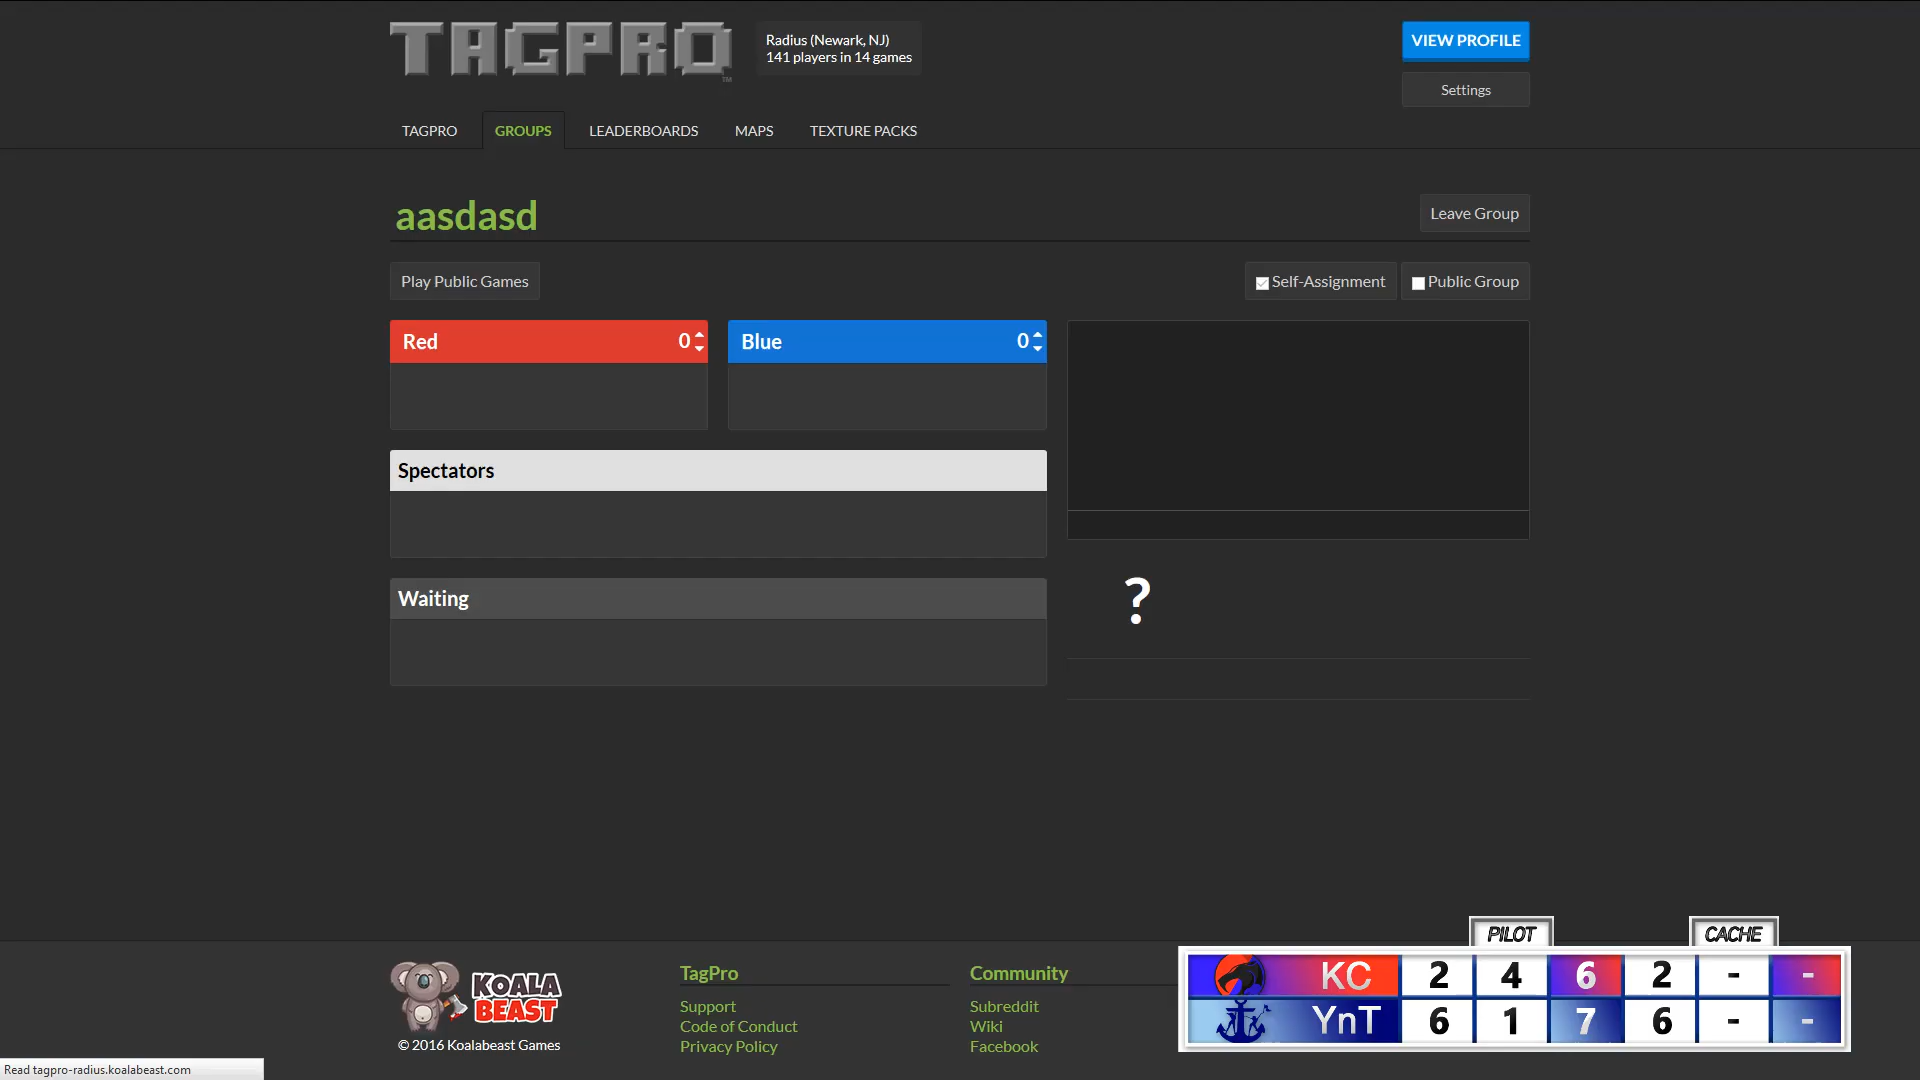 TAGPRO
TM
Radius (Newark, NJ)
141 players in 14 games
VIEW PROFILE
Settings
TAGPRO
GROUPS
LEADERBOARDS
MAPS
TEXTURE PACKS
aasdasd
Leave Group
Play Public Games
Self-Assignment
Public Group
Red 0
Blue 0
Spectators
Waiting
?
KOALA
BEAST
© 2016 Koalabeast Games
TagPro
Support
Code of Conduct
Privacy Policy
Community
Subreddit
Wiki
Facebook
PILOT CACHE
KC 2 4 6 2 - -
YnT 6 1 7 6 - -
Read tagpro-radius.koalabeast.com